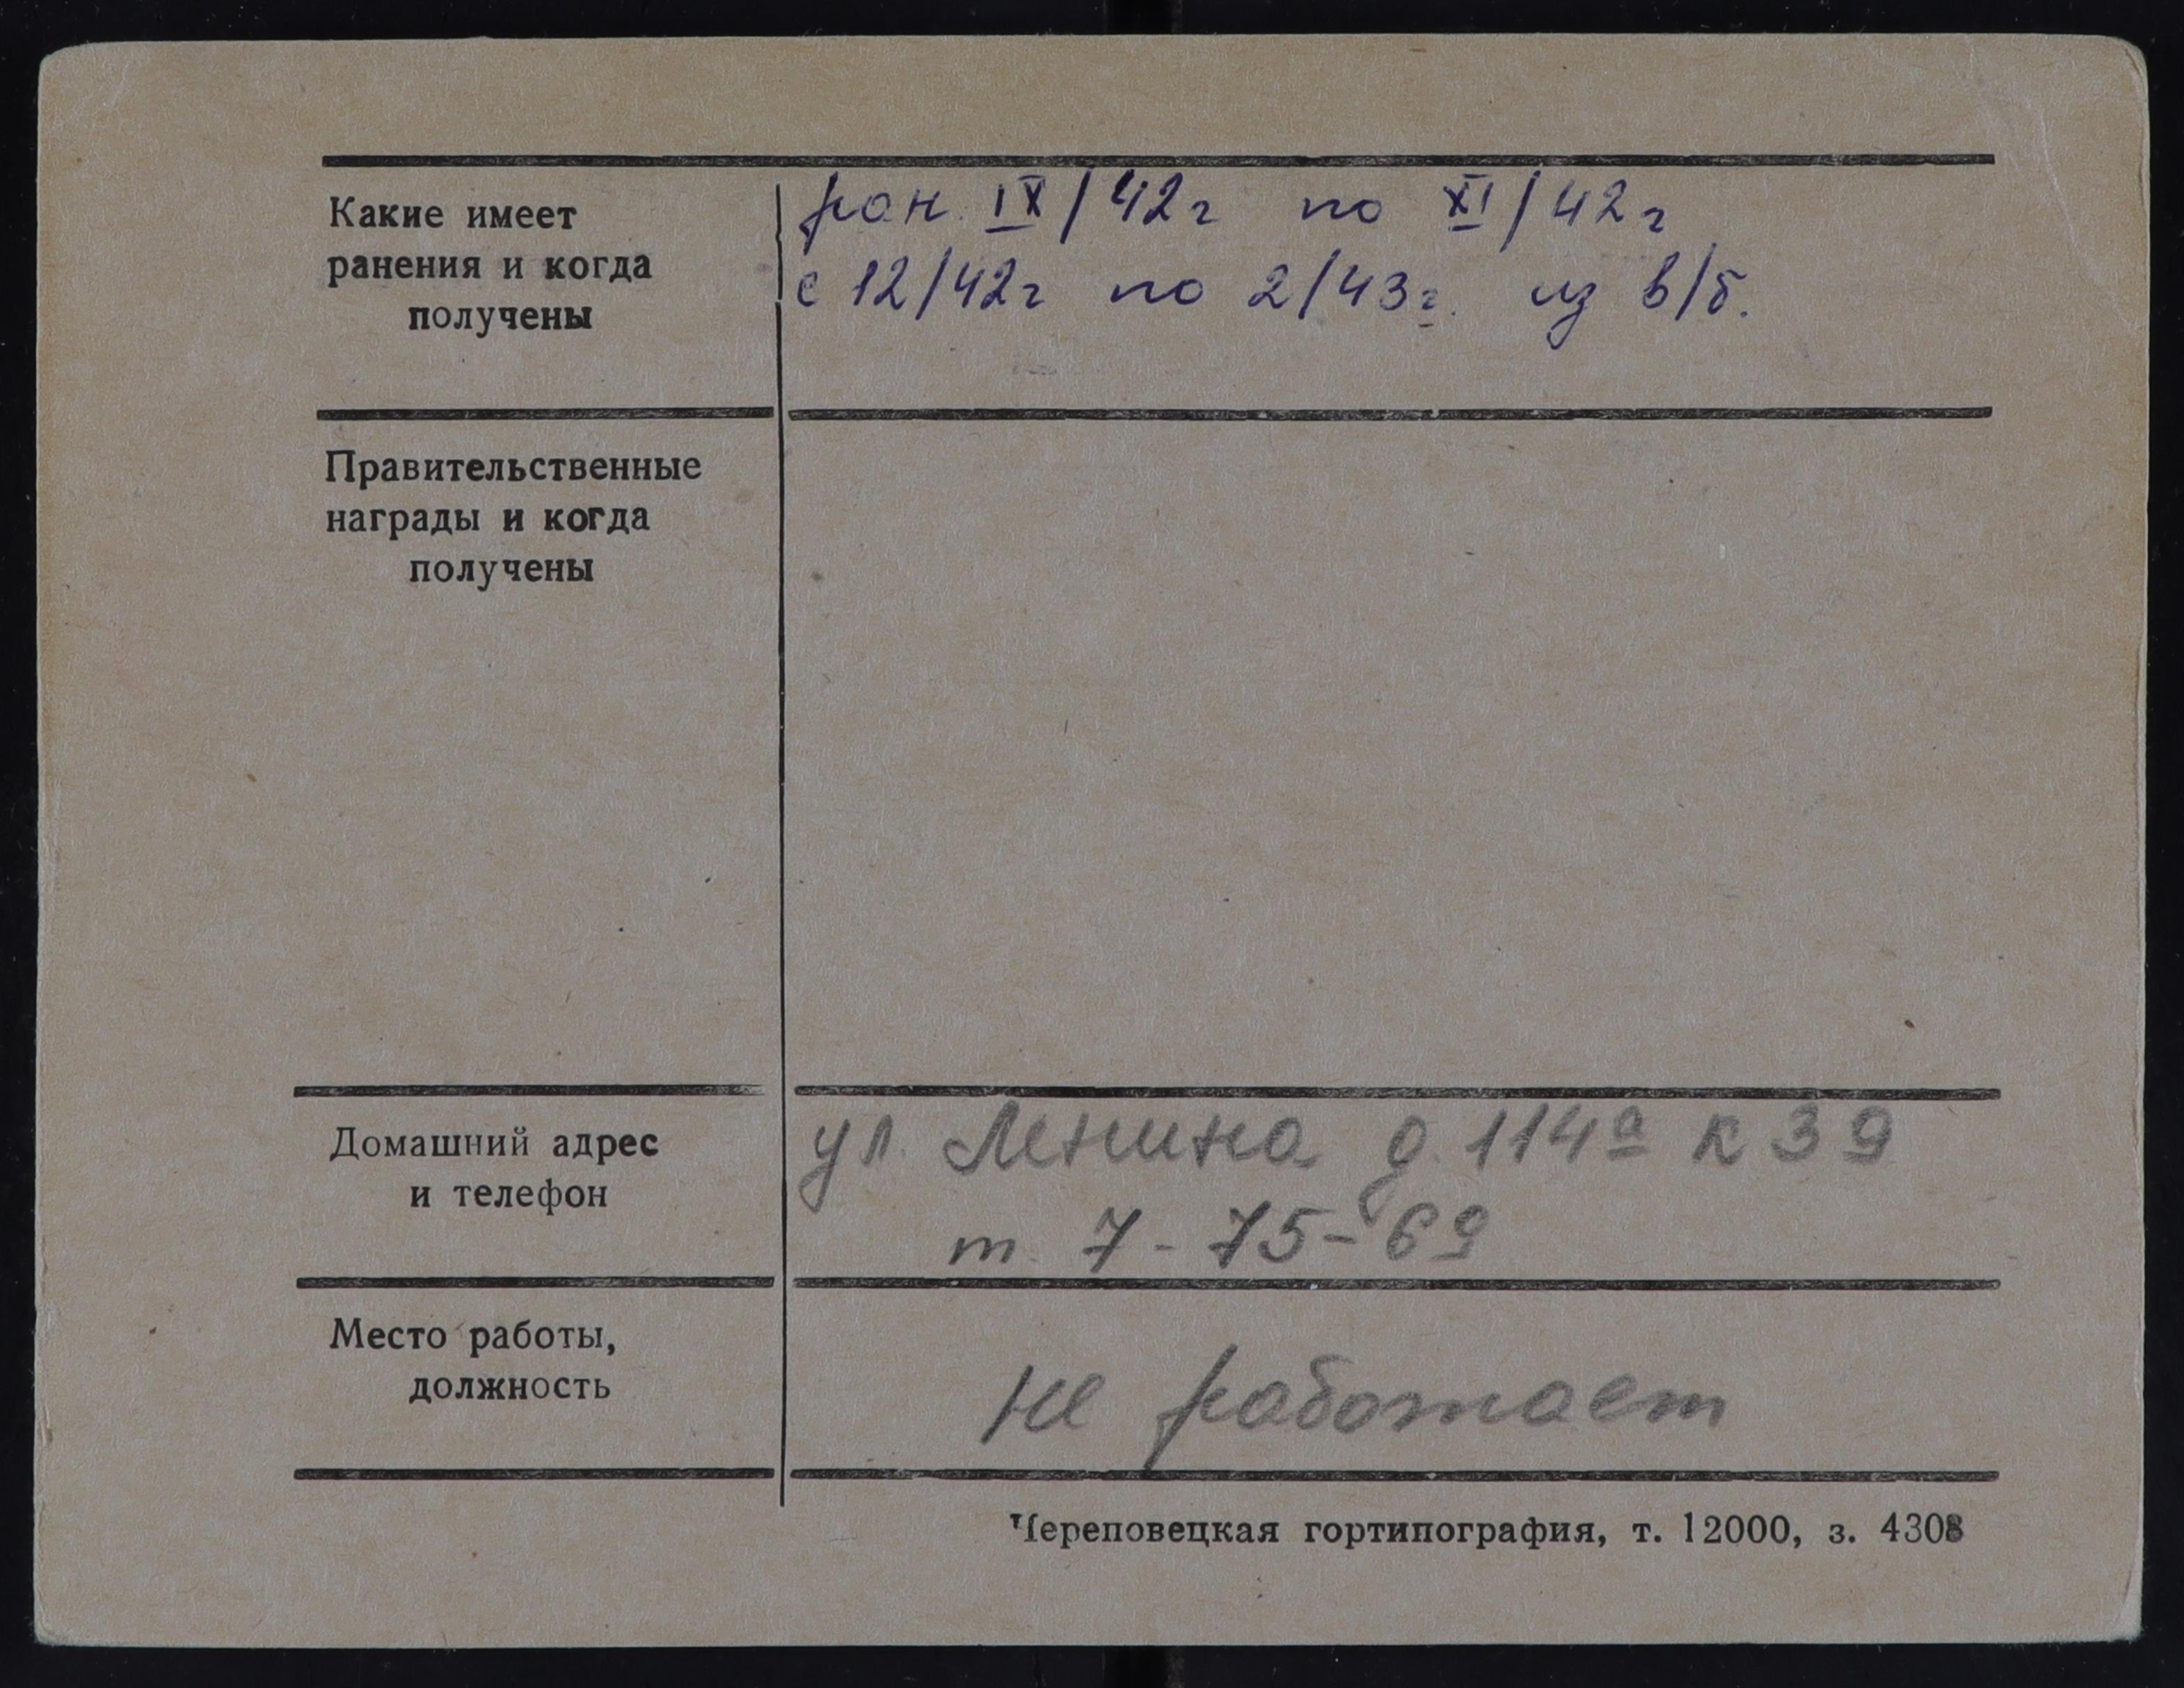 Какие имеет
ранения и когда
получены
ран. IX/42г по XI/42г
с 12/42г по 2/43г. из в/б.
Правительственные
награды и когда
получены
Домашний адрес
и телефон
ул. Ленина д. 114а к 39
т. 7-75-69
Место работы,
должность
не работает
Череповецкая гортипография, т. 12000, з. 4308